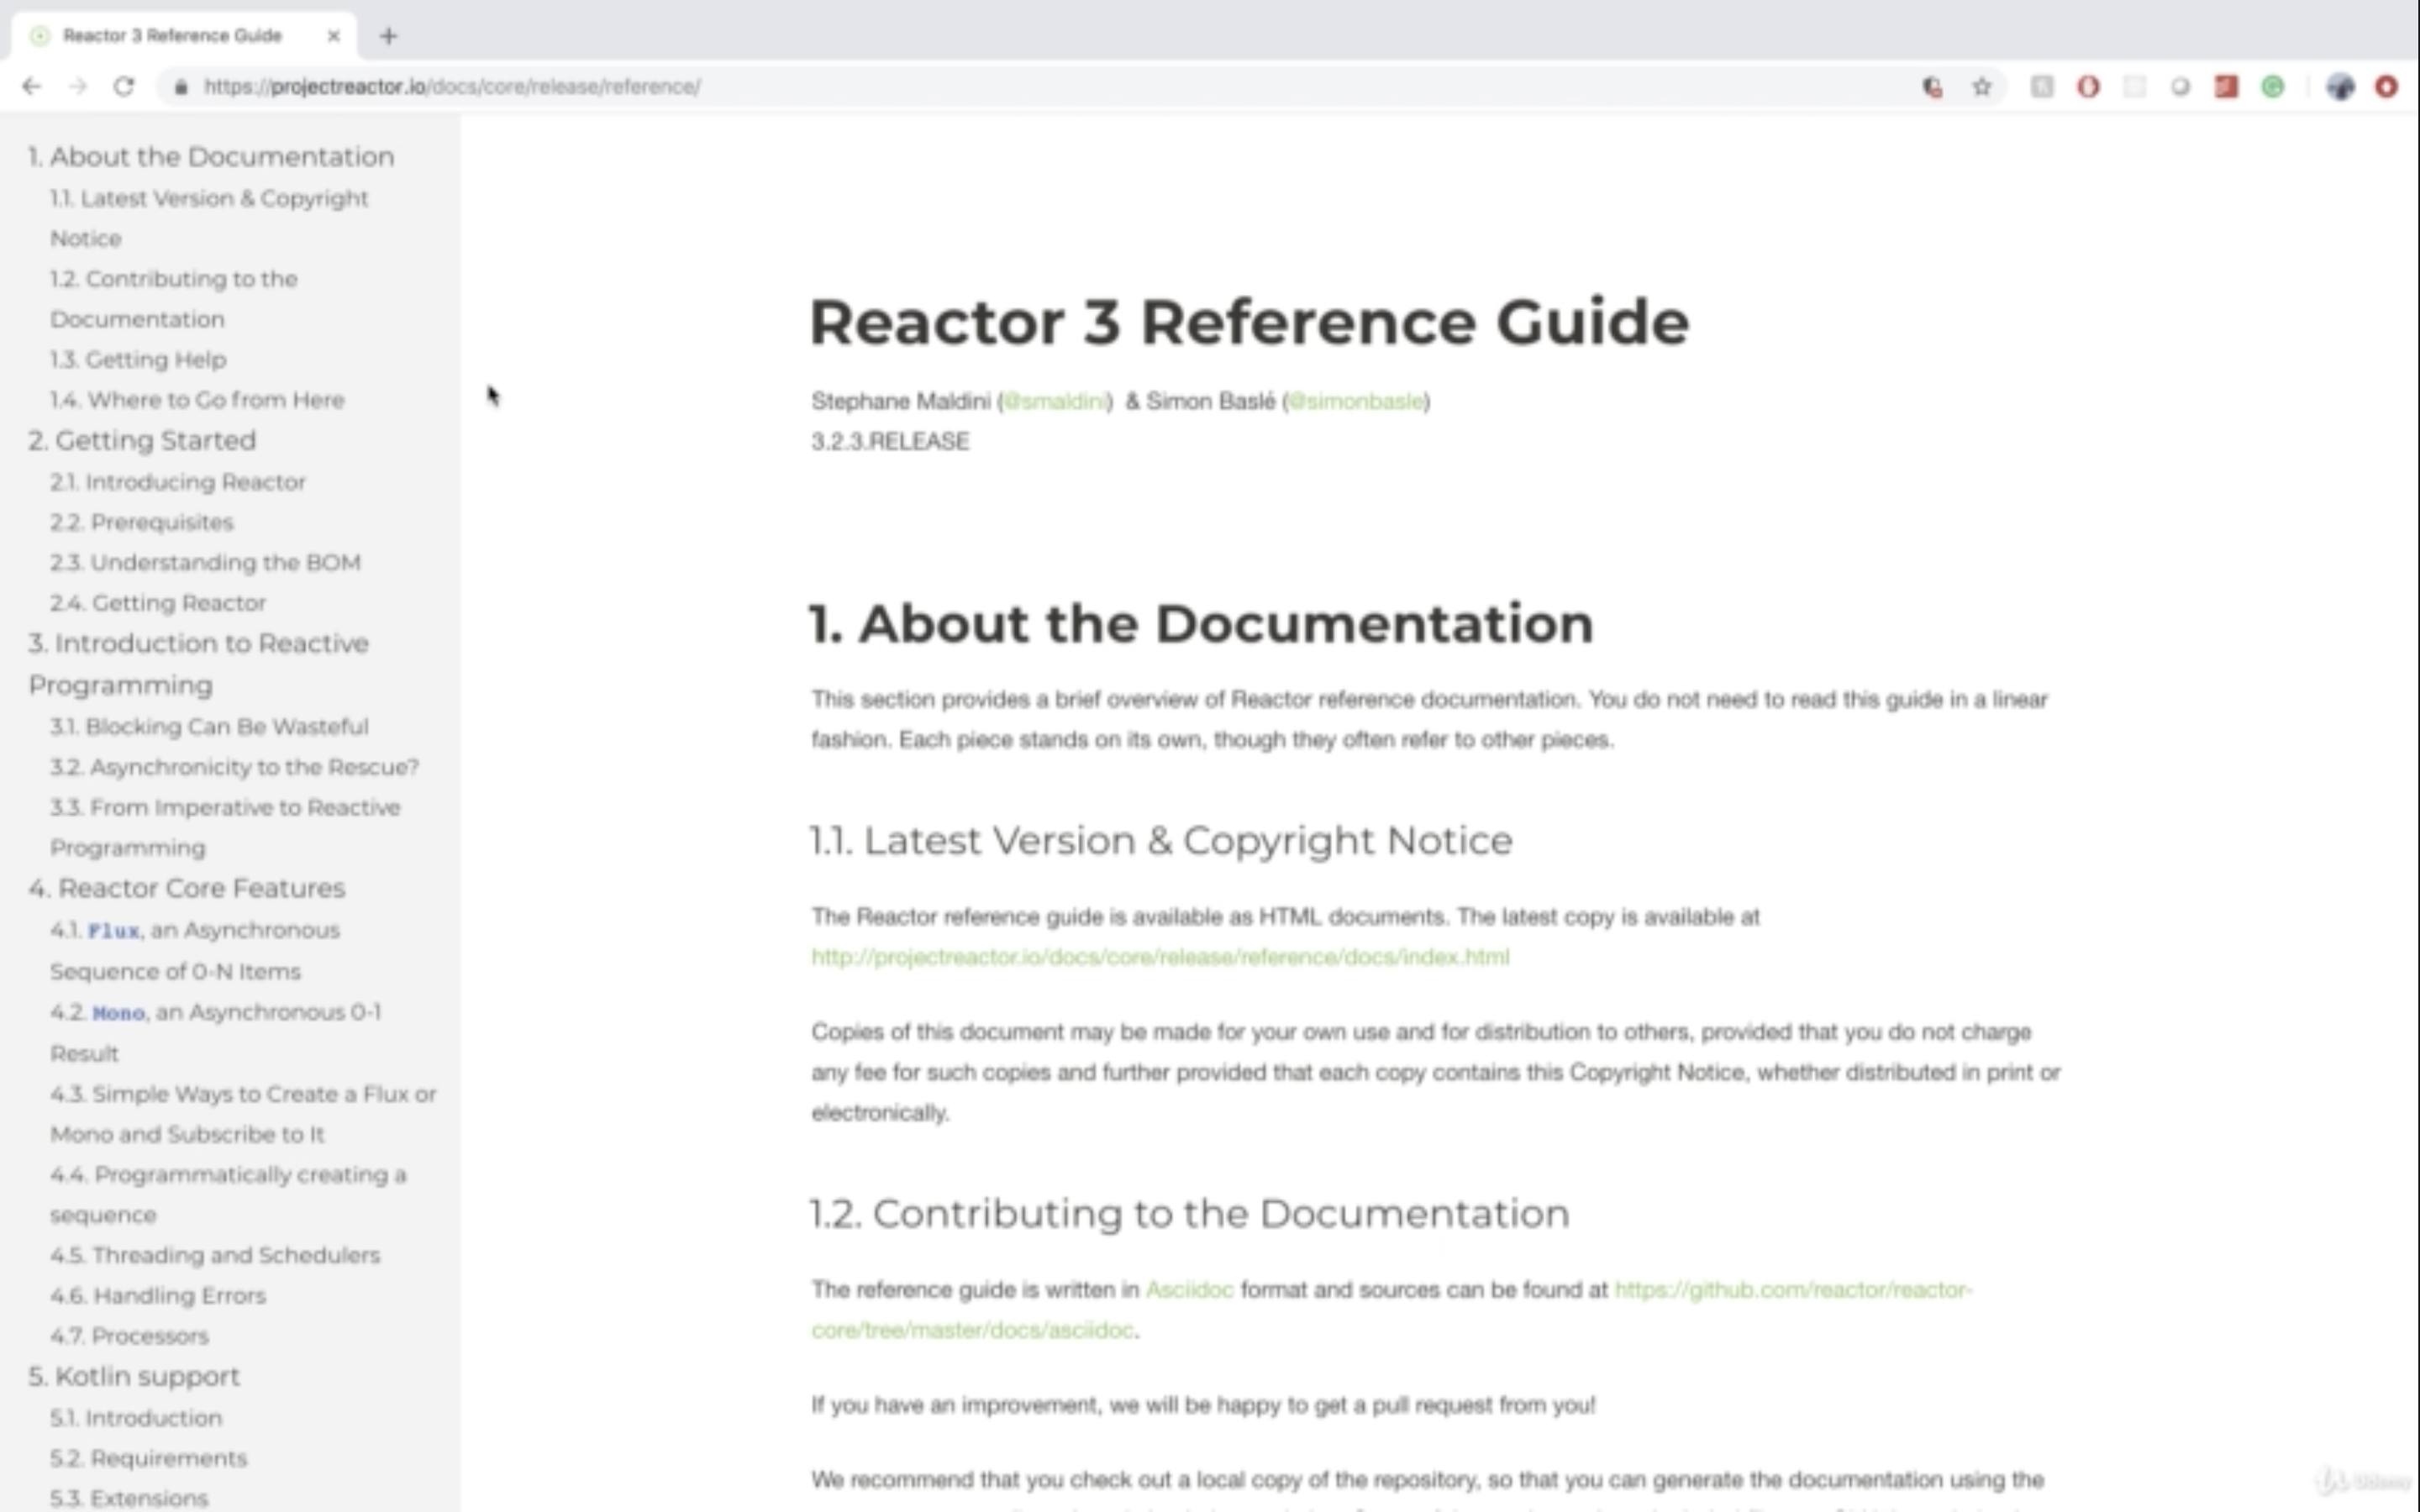 Reactor 3 Reference Guide
https://projectreactor.io/docs/core/release/reference/
1. About the Documentation
1.1. Latest Version & Copyright
Notice
1.2. Contributing to the
Documentation
1.3. Getting Help
1.4. Where to Go from Here
2. Getting Started
2.1. Introducing Reactor
2.2. Prerequisites
2.3. Understanding the BOM
2.4. Getting Reactor
3. Introduction to Reactive
Programming
3.1. Blocking Can Be Wasteful
3.2. Asynchronicity to the Rescue?
3.3. From Imperative to Reactive
Programming
4. Reactor Core Features
4.1. Flux, an Asynchronous
Sequence of 0-N Items
4.2. Mono, an Asynchronous 0-1
Result
4.3. Simple Ways to Create a Flux or
Mono and Subscribe to It
4.4. Programmatically creating a
sequence
4.5. Threading and Schedulers
4.6. Handling Errors
4.7. Processors
5. Kotlin support
5.1. Introduction
5.2. Requirements
5.3. Extensions
Reactor 3 Reference Guide
Stephane Maldini (@smaldini) & Simon Baslé (@simonbasle)
3.2.3.RELEASE
1. About the Documentation
This section provides a brief overview of Reactor reference documentation. You do not need to read this guide in a linear
fashion. Each piece stands on its own, though they often refer to other pieces.
1.1. Latest Version & Copyright Notice
The Reactor reference guide is available as HTML documents. The latest copy is available at
http://projectreactor.io/docs/core/release/reference/docs/index.html
Copies of this document may be made for your own use and for distribution to others, provided that you do not charge
any fee for such copies and further provided that each copy contains this Copyright Notice, whether distributed in print or
electronically.
1.2. Contributing to the Documentation
The reference guide is written in Asciidoc format and sources can be found at https://github.com/reactor/reactor-
core/tree/master/docs/asciidoc.
If you have an improvement, we will be happy to get a pull request from you!
We recommend that you check out a local copy of the repository, so that you can generate the documentation using the
Udemy